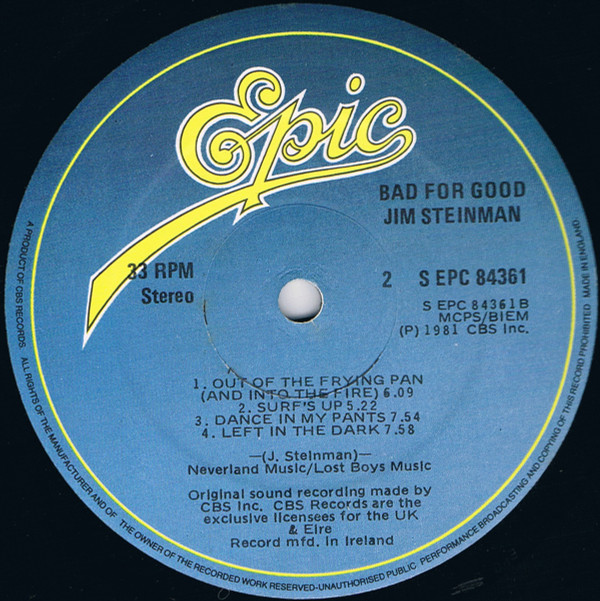 Epic
BAD FOR GOOD
JIM STEINMAN
33 RPM
Stereo
2 S EPC 84361
S EPC 84361B
MCPS/BIEM
(P) 1981 CBS Inc.
1. OUT OF THE FRYING PAN
(AND INTO THE FIRE) 6.09
2. SURF'S UP 5.22
3. DANCE IN MY PANTS 7.54
4. LEFT IN THE DARK 7.58
—(J. Steinman)—
Neverland Music/Lost Boys Music
Original sound recording made by
CBS Inc. CBS Records are the
exclusive licensees for the UK
& Eire
Record mfd. in Ireland
A PRODUCT OF CBS RECORDS. ALL RIGHTS OF THE MANUFACTURER AND OF THE OWNER OF THE RECORDED WORK RESERVED-UNAUTHORISED PUBLIC PERFORMANCE BROADCASTING AND COPYING OF THIS RECORD PROHIBITED MADE IN ENGLAND